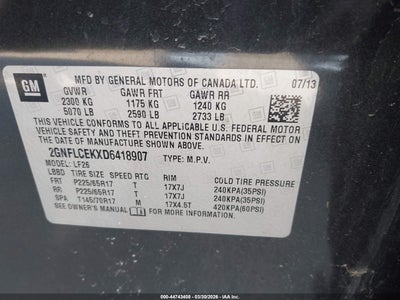 GM
MFD BY GENERAL MOTORS OF CANADA LTD. 07/13
GVWR GAWR FRT GAWR RR
2300 KG 1175 KG 1240 KG
5070 LB 2590 LB 2733 LB
THIS VEHICLE CONFORMS TO ALL APPLICABLE U.S. FEDERAL
MOTOR VEHICLE SAFETY, BUMPER, AND THEFT PREVENTION
STANDARDS IN EFFECT ON THE DATE OF MANUFACTURE SHOWN ABOVE.
2GNFLCEKXD6418907 TYPE: M.P.V.
MODEL: LF26
LBBD TIRE SIZE SPEED RTG RIM COLD TIRE PRESSURE
FRT P225/65R17 T 17X7J 240KPA(35PSI)
RR P225/65R17 T 17X7J 240KPA(35PSI)
SPA T145/70R17 M 17X4.5T 420KPA(60PSI)
SEE OWNER'S MANUAL FOR MORE INFORMATION.
000-44743408 - 03/30/2026 - IAAI.COM